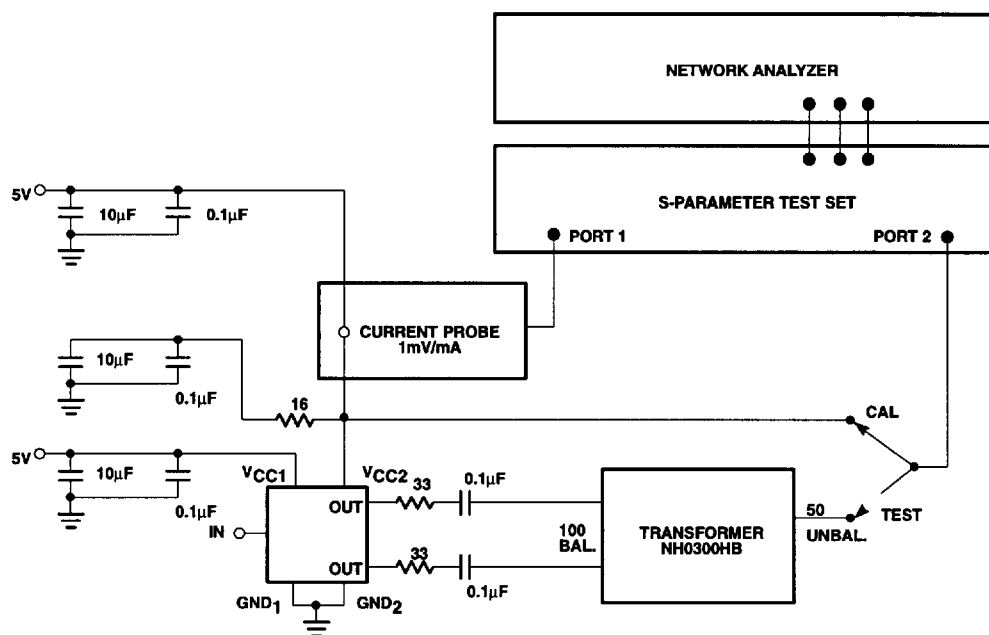 NETWORK ANALYZER
S-PARAMETER TEST SET
PORT 1
PORT 2
5V
10µF
0.1µF
CURRENT PROBE
1mV/mA
10µF
0.1µF
16
CAL
5V
10µF
0.1µF
VCC1
VCC2
33
0.1µF
OUT
IN
OUT
33
0.1µF
100
BAL.
TRANSFORMER
NH0300HB
50
UNBAL.
TEST
GND1
GND2